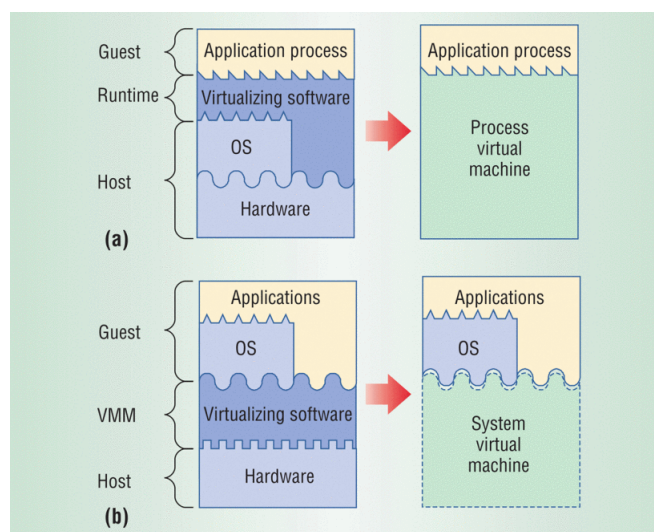 Guest
Application process
Application process
Runtime
Virtualizing software
OS
Process
virtual
machine
Host
Hardware
(a)
Applications
Applications
Guest
OS
OS
VMM
Virtualizing software
System
virtual
machine
Host
Hardware
(b)